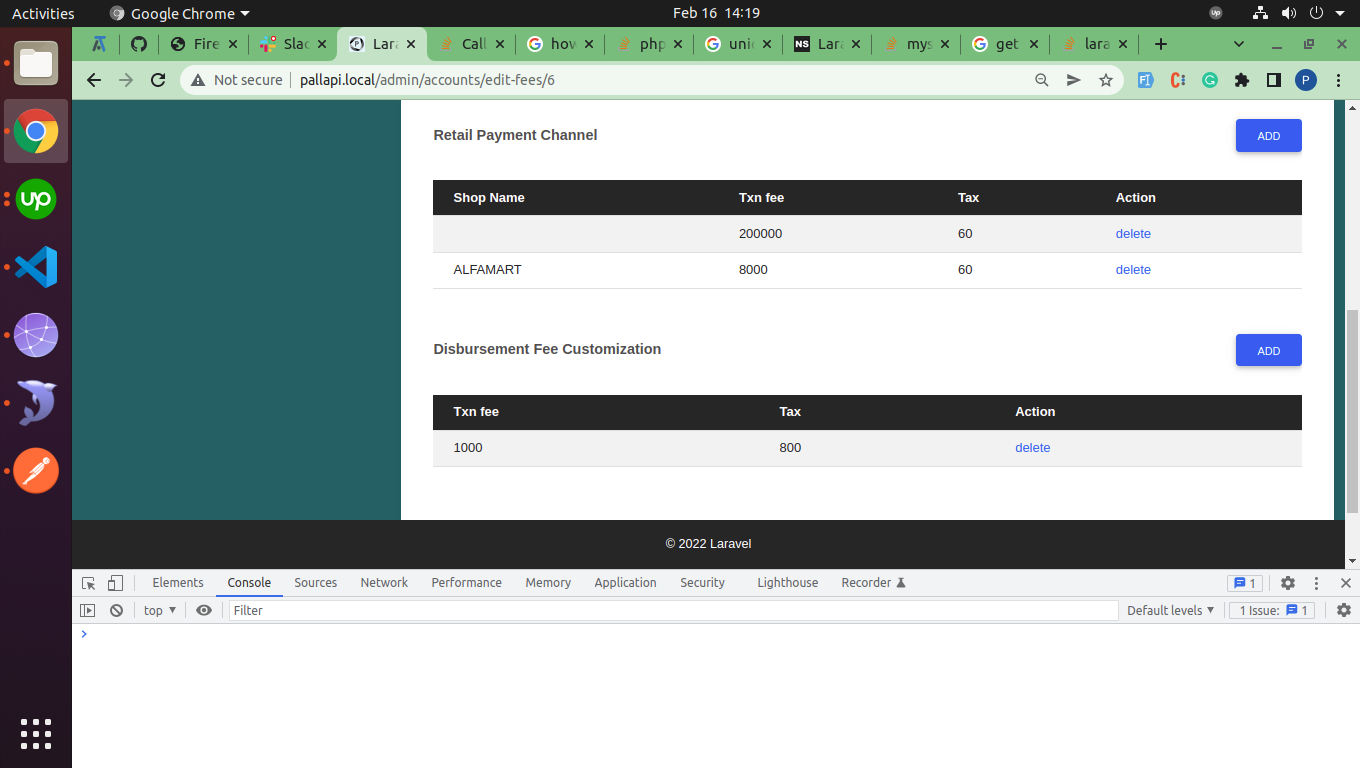 Activities Google Chrome Feb 16 14:19
Fire Slac Lara Call how php unic Lara mys get lara
Not secure pallapi.local/admin/accounts/edit-fees/6
Retail Payment Channel ADD
Shop Name Txn fee Tax Action
200000 60 delete
ALFAMART 8000 60 delete
Disbursement Fee Customization ADD
Txn fee Tax Action
1000 800 delete
© 2022 Laravel
Elements Console Sources Network Performance Memory Application Security Lighthouse Recorder 1
top Filter Default levels 1 Issue: 1